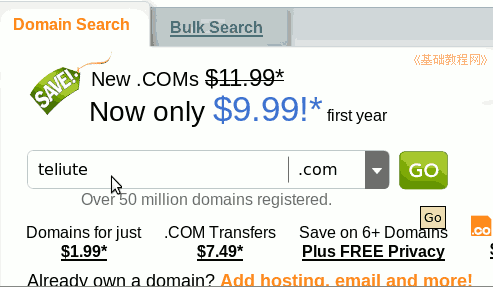 Domain Search
Bulk Search
《基础教程网》
SAVE!
New .COMs $11.99*
Now only $9.99!* first year
teliute
.com
GO
Over 50 million domains registered.
Go
Domains for just
$1.99*
.COM Transfers
$7.49*
Save on 6+ Domains
Plus FREE Privacy
.co
Already own a domain? Add hosting, email and more!